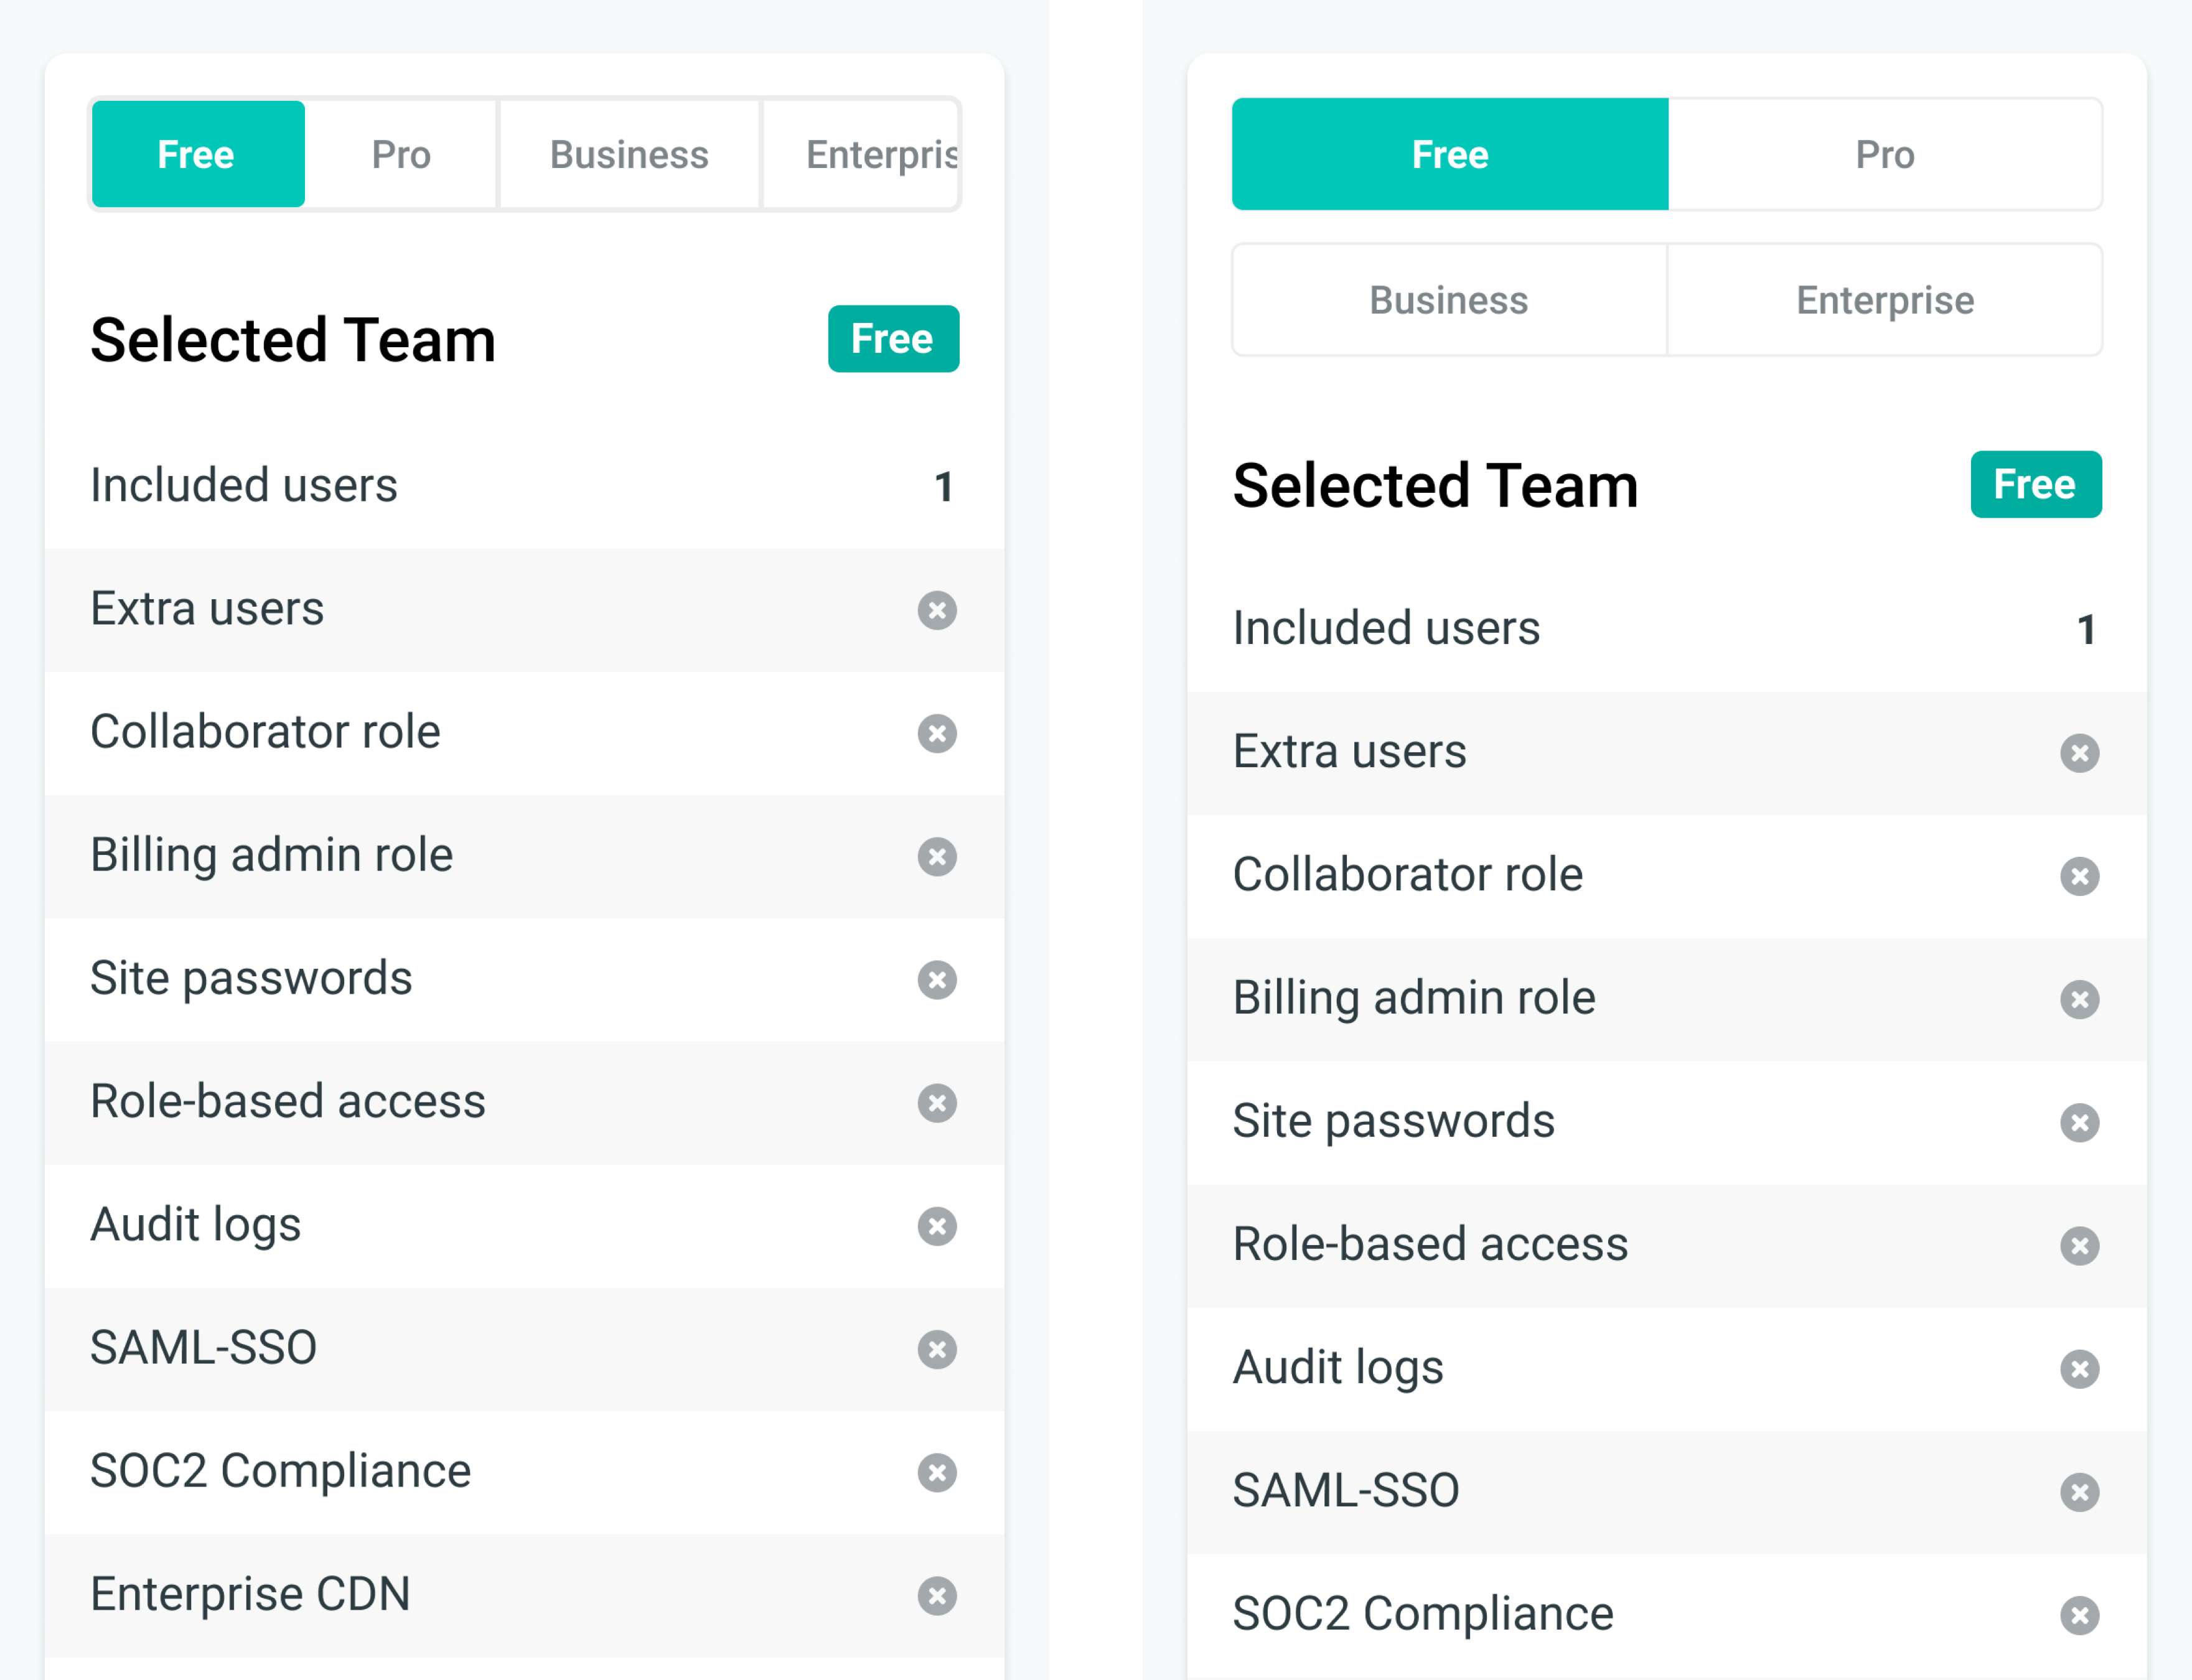 Free Pro Business Enterpris
Selected Team Free
Included users 1
Extra users
Collaborator role
Billing admin role
Site passwords
Role-based access
Audit logs
SAML-SSO
SOC2 Compliance
Enterprise CDN
Free Pro
Business Enterprise
Selected Team Free
Included users 1
Extra users
Collaborator role
Billing admin role
Site passwords
Role-based access
Audit logs
SAML-SSO
SOC2 Compliance